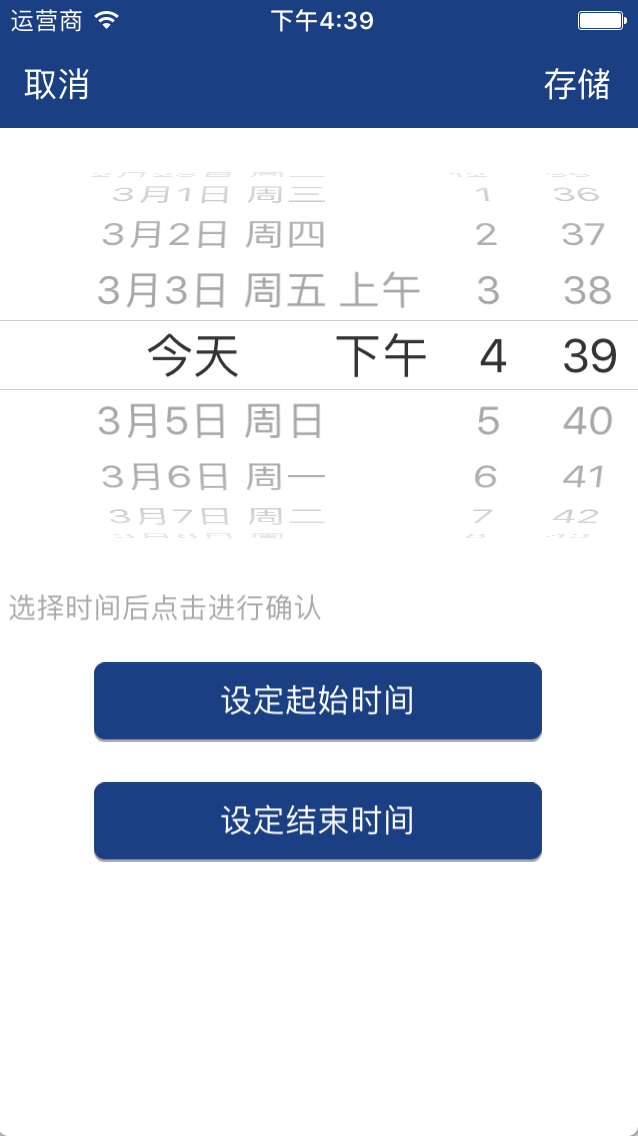 运营商 下午4:39
取消 存储
3月1日 周三 1 36
3月2日 周四 2 37
3月3日 周五 上午 3 38
今天 下午 4 39
3月5日 周日 5 40
3月6日 周一 6 41
3月7日 周二 7 42
选择时间后点击进行确认
设定起始时间
设定结束时间